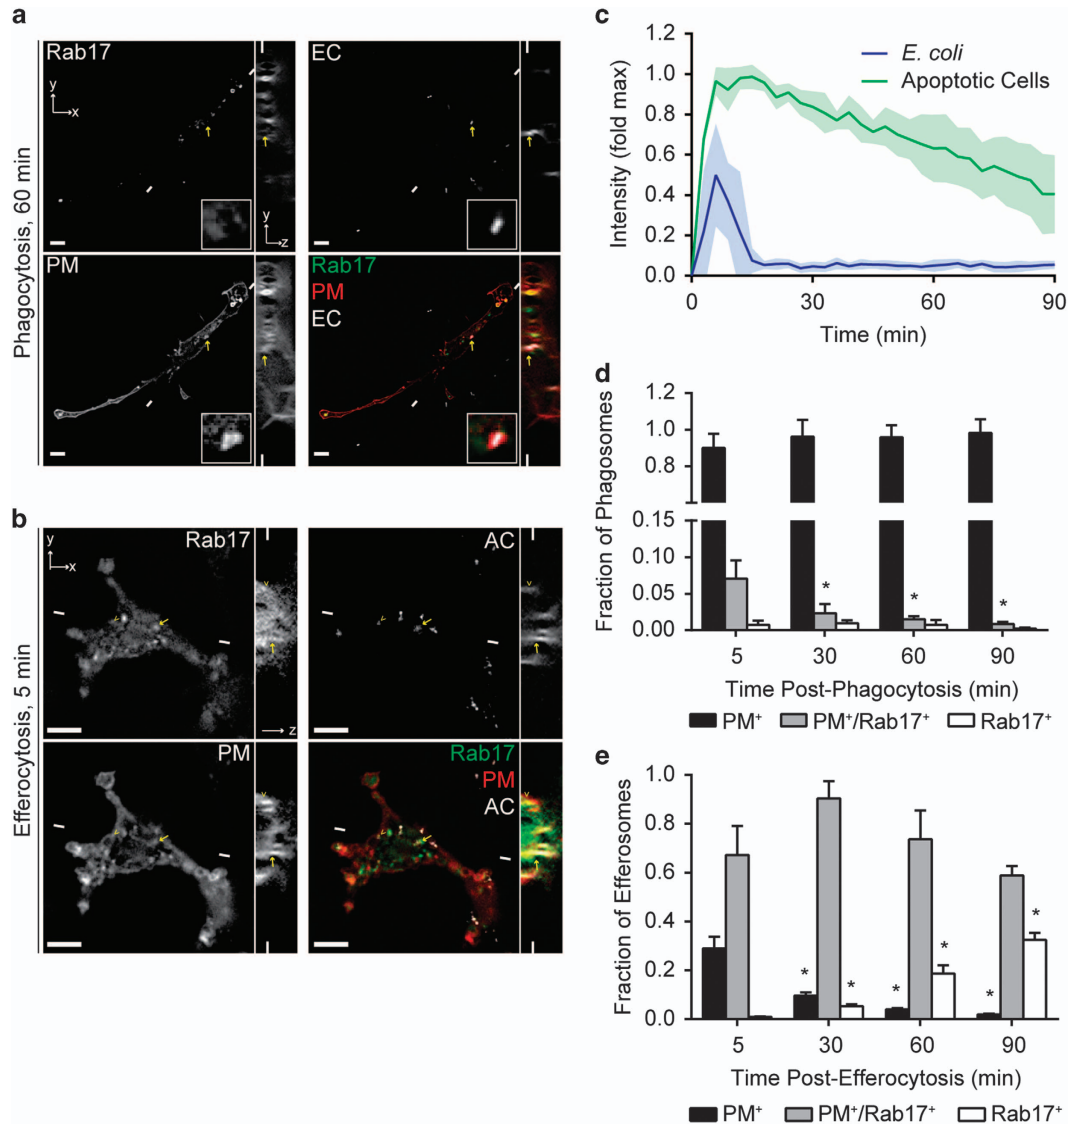 a
Phagocytosis, 60 min
Rab17
y
x
EC
y
z
PM
Rab17
PM
EC
b
Efferocytosis, 5 min
y
x
Rab17
z
AC
PM
Rab17
PM
AC
c
1.2
1.0
0.8
0.6
0.4
0.2
0.0
Intensity (fold max)
E. coli
Apoptotic Cells
0 30 60 90
Time (min)
d
1.2
1.0
0.8
0.15
0.10
0.05
0.00
Fraction of Phagosomes
* * *
5 30 60 90
Time Post-Phagocytosis (min)
PM⁺ PM⁺/Rab17⁺ Rab17⁺
e
1.0
0.8
0.6
0.4
0.2
0.0
Fraction of Efferosomes
* * * * * *
5 30 60 90
Time Post-Efferocytosis (min)
PM⁺ PM⁺/Rab17⁺ Rab17⁺